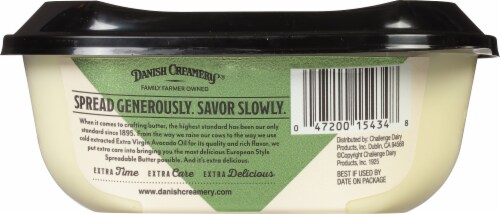 DANISH CREAMERY®
FAMILY FARMER OWNED
SPREAD GENEROUSLY. SAVOR SLOWLY.
When it comes to crafting butter, the highest standard has been our only
standard since 1895. From the way we raise our cows to the way we use
cold extracted Extra Virgin Avocado Oil for its quality and rich flavor, we
put extra care into bringing you the most delicious European Style
Spreadable Butter possible. And it's extra delicious.
EXTRA Time EXTRA Care EXTRA Delicious
www.danishcreamery.com
0 47200 15434 8
Distributed by: Challenge Dairy
Products, Inc. Dublin, CA 94568
©Copyright Challenge Dairy
Products, Inc.
BEST IF USED BY
DATE ON PACKAGE